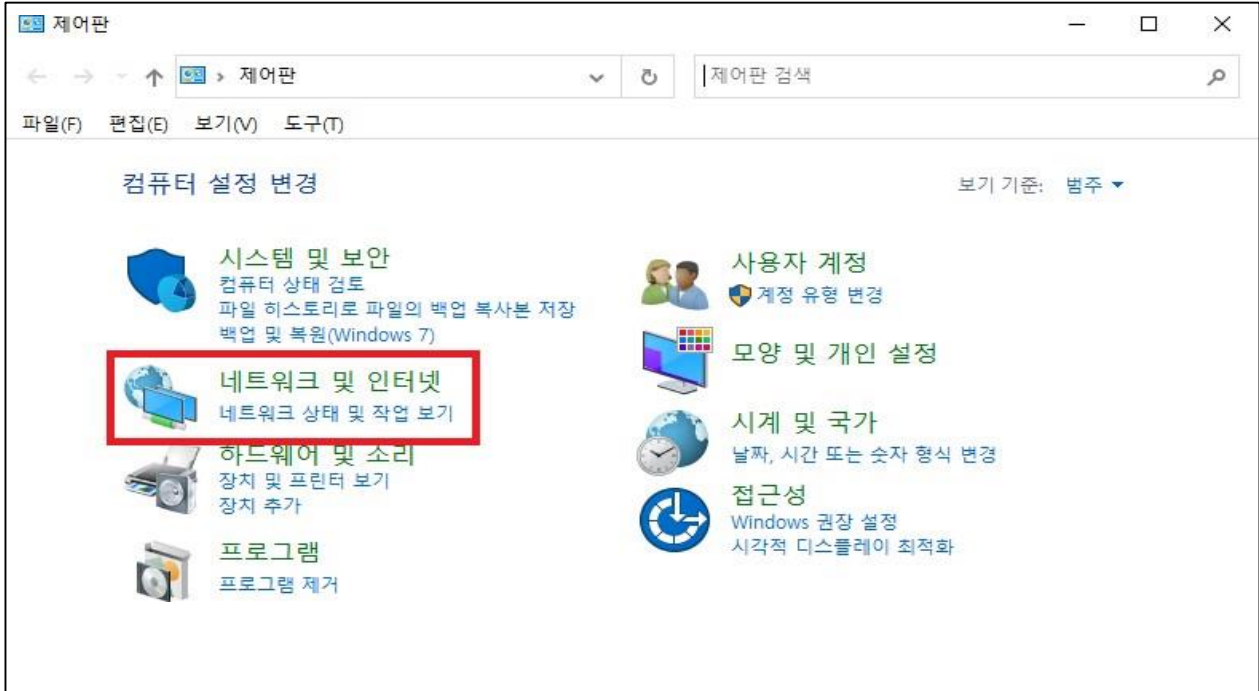 제어판
제어판
제어판 검색
파일(F) 편집(E) 보기(V) 도구(T)
컴퓨터 설정 변경
보기 기준: 범주
시스템 및 보안
컴퓨터 상태 검토
파일 히스토리로 파일의 백업 복사본 저장
백업 및 복원(Windows 7)
네트워크 및 인터넷
네트워크 상태 및 작업 보기
하드웨어 및 소리
장치 및 프린터 보기
장치 추가
프로그램
프로그램 제거
사용자 계정
계정 유형 변경
모양 및 개인 설정
시계 및 국가
날짜, 시간 또는 숫자 형식 변경
접근성
Windows 권장 설정
시각적 디스플레이 최적화